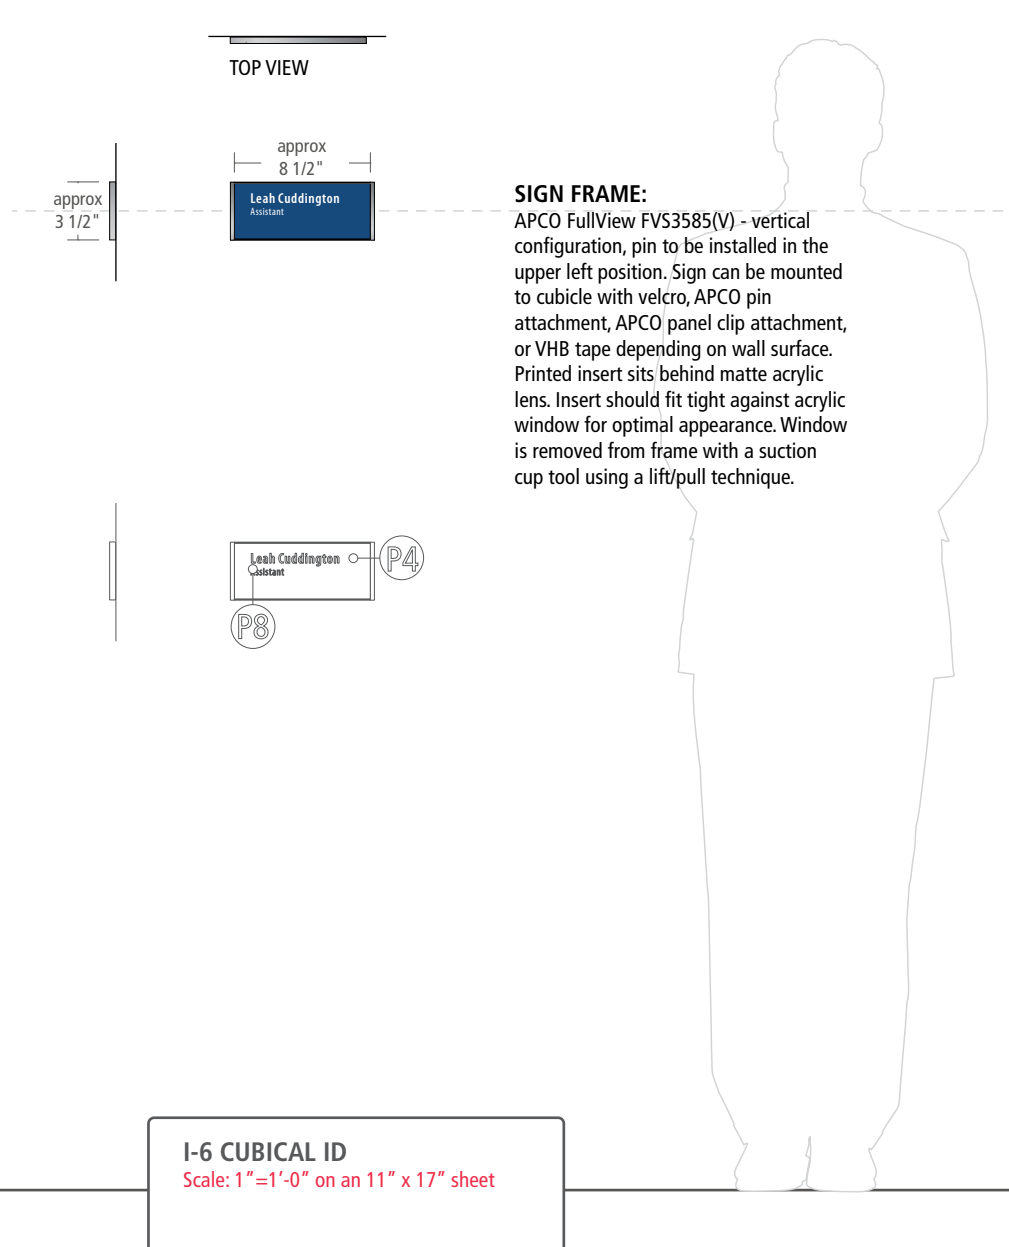 TOP VIEW
approx
8 1/2"
approx
3 1/2"
Leah Cuddington
Assistant
SIGN FRAME:
APCO FullView FVS3585(V) - vertical
configuration, pin to be installed in the
upper left position. Sign can be mounted
to cubicle with velcro, APCO pin
attachment, APCO panel clip attachment,
or VHB tape depending on wall surface.
Printed insert sits behind matte acrylic
lens. Insert should fit tight against acrylic
window for optimal appearance. Window
is removed from frame with a suction
cup tool using a lift/pull technique.
Leah Cuddington
Assistant
P4
P8
I-6 CUBICAL ID
Scale: 1"=1'-0" on an 11" x 17" sheet